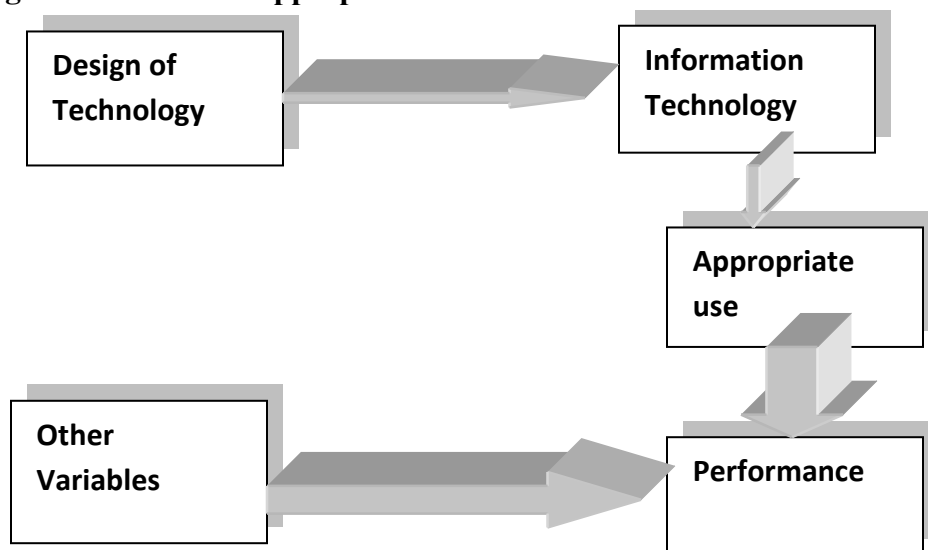 Design of
Technology
Information
Technology
Appropriate
use
Other
Variables
Performance